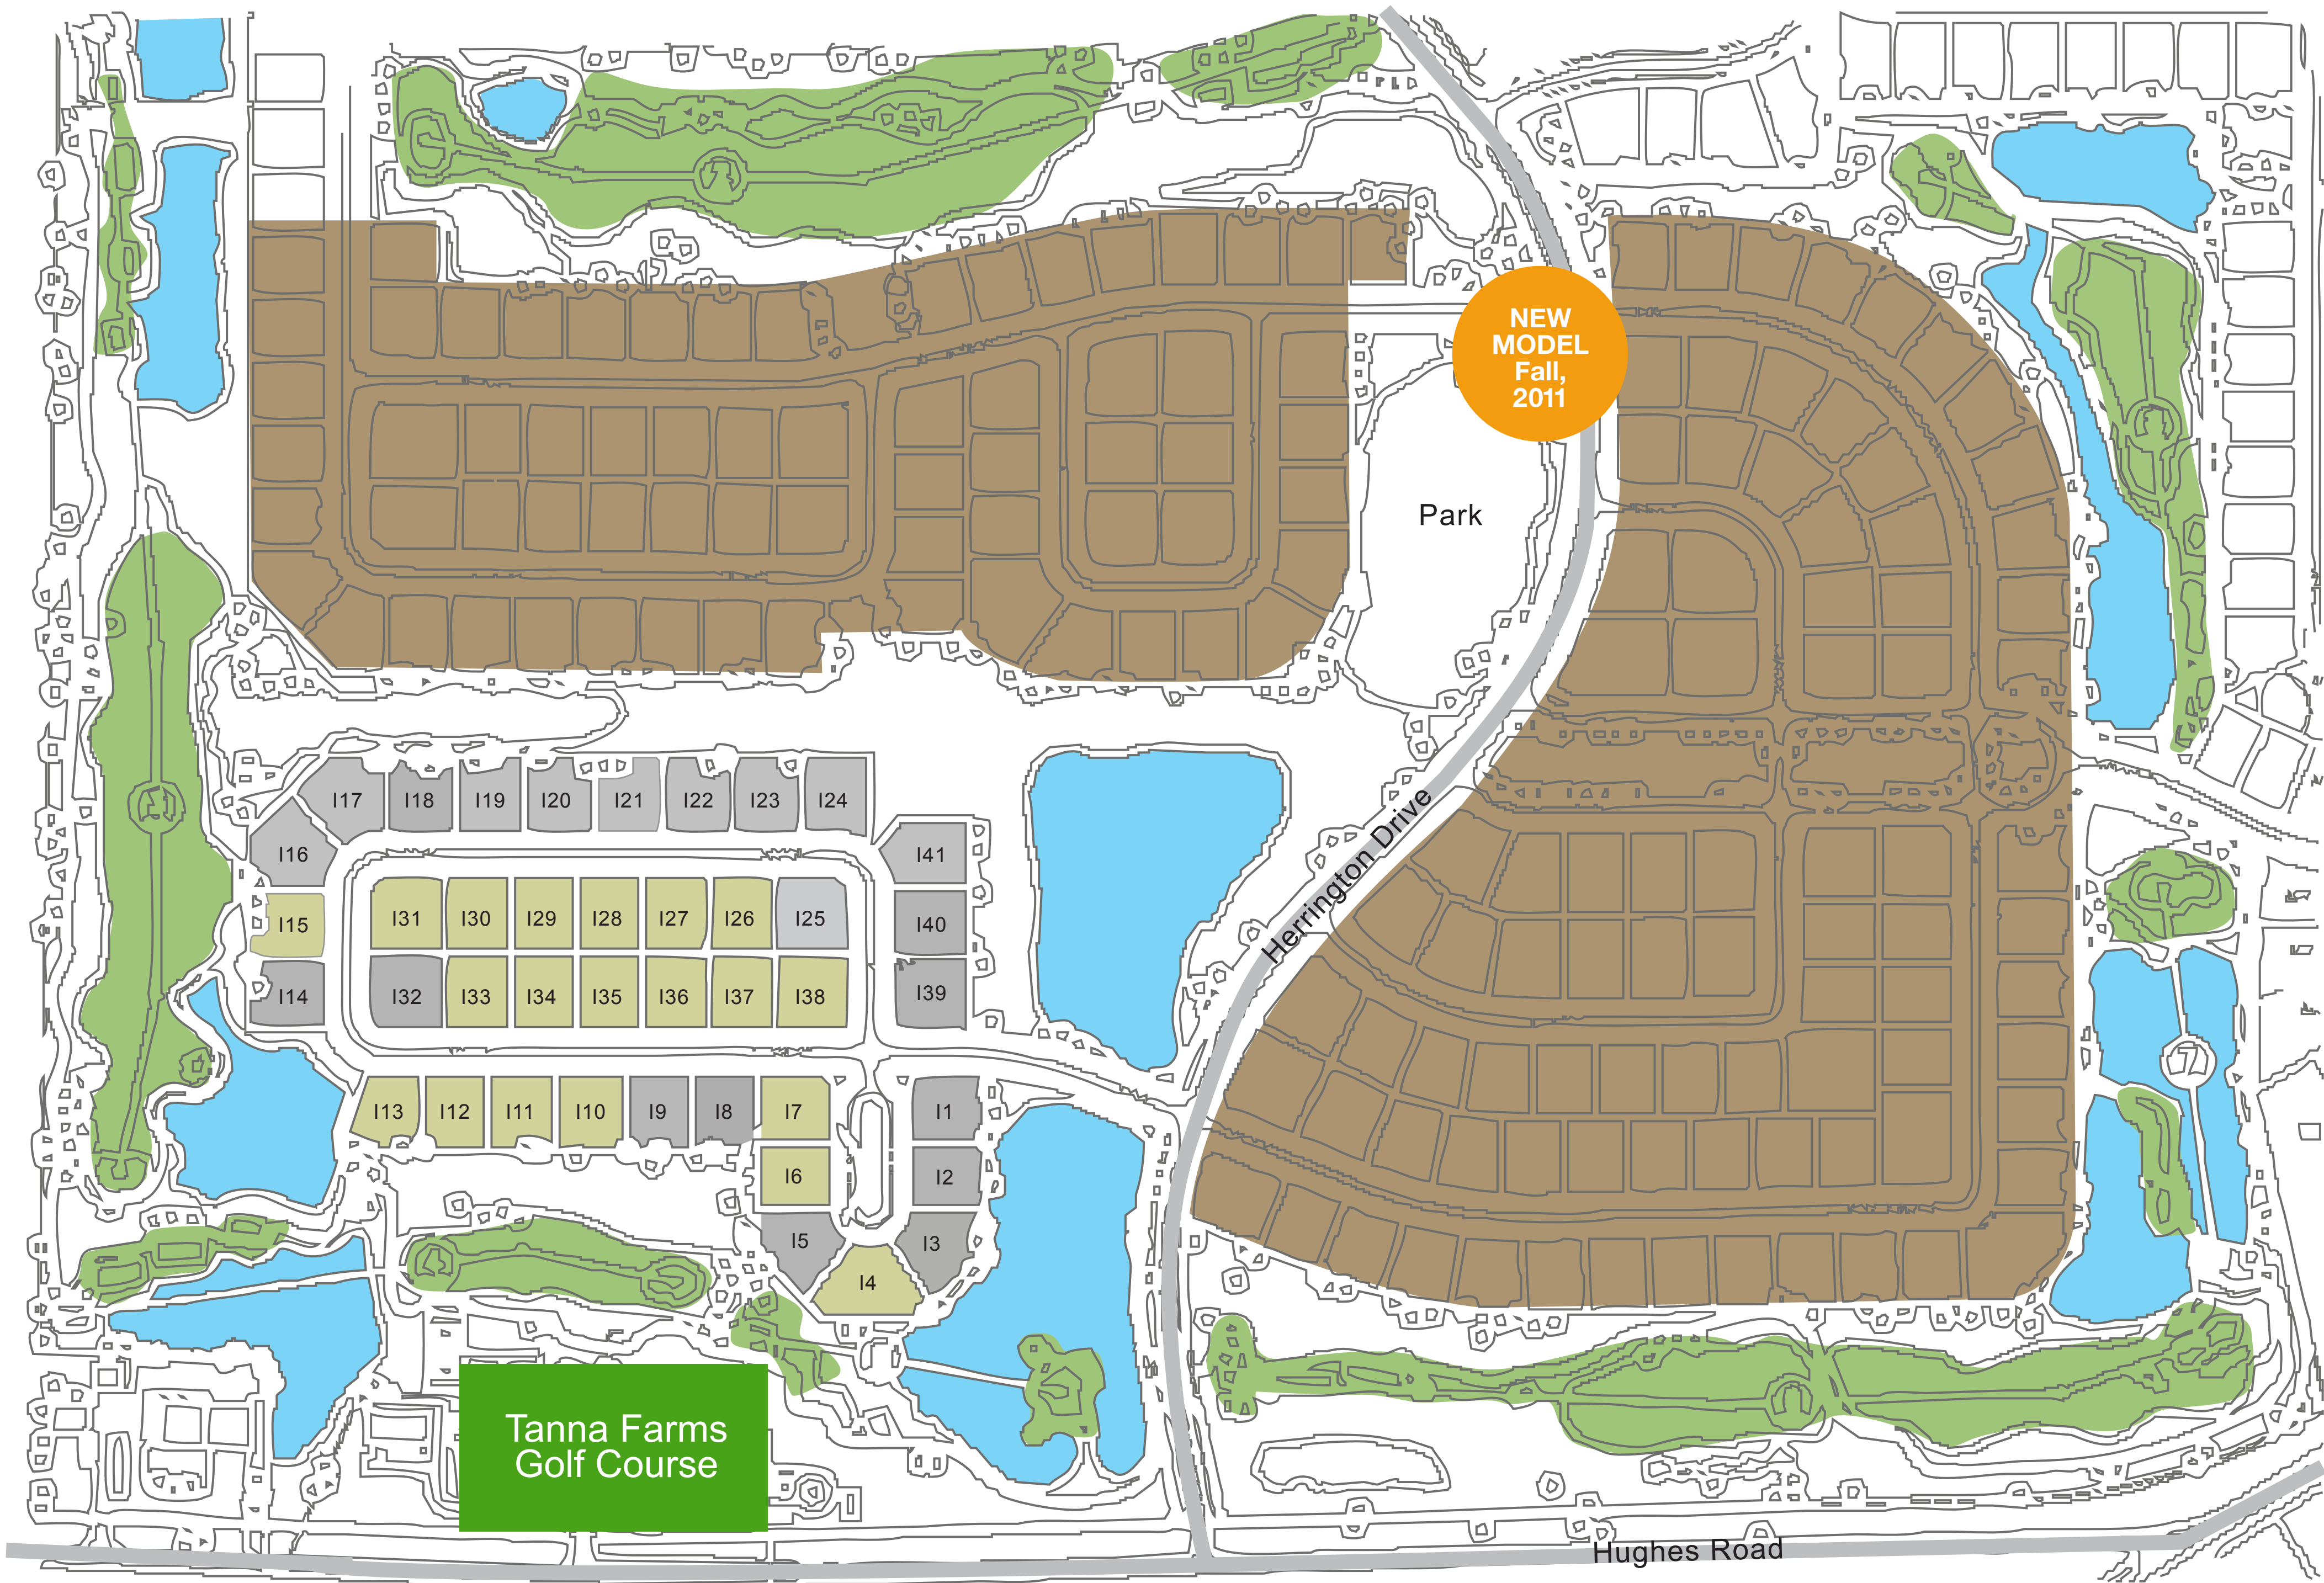 NEW
MODEL
Fall,
2011
Park
Herrington Drive
I17
I18
I19
I20
I21
I22
I23
I24
I16
I41
I15
I31
I30
I29
I28
I27
I26
I25
I40
I14
I32
I33
I34
I35
I36
I37
I38
I39
7
I13
I12
I11
I10
I9
I8
I7
I1
I6
I2
I5
I3
I4
Tanna Farms
Golf Course
Hughes Road